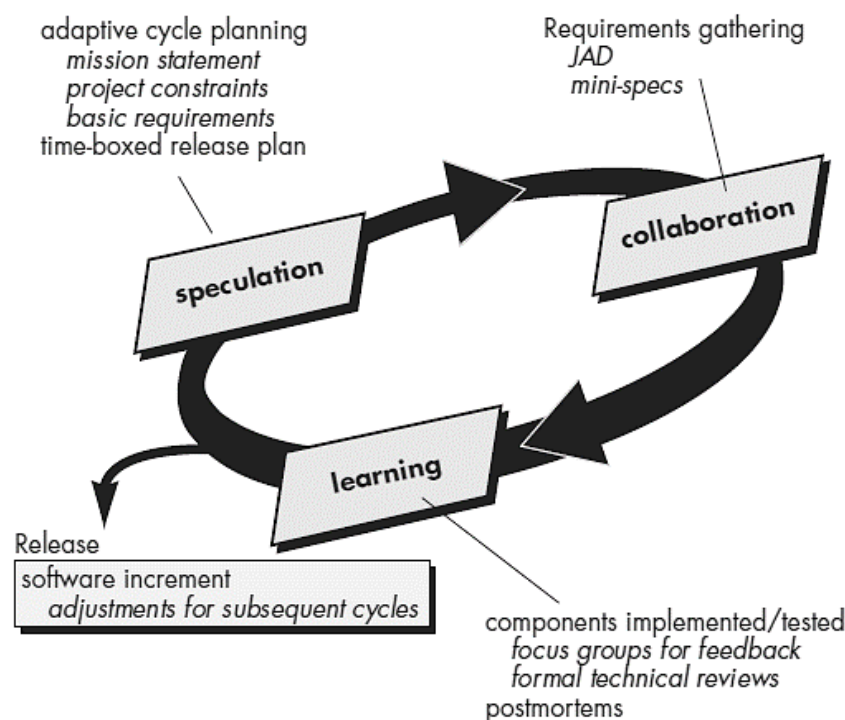 adaptive cycle planning
mission statement
project constraints
basic requirements
time-boxed release plan
Requirements gathering
JAD
mini-specs
speculation
collaboration
learning
Release
software increment
adjustments for subsequent cycles
components implemented/tested
focus groups for feedback
formal technical reviews
postmortems